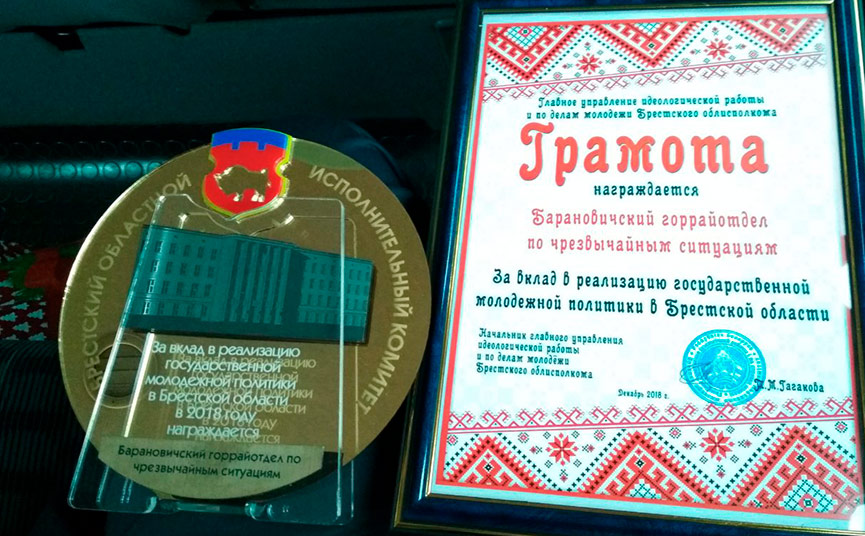 БРЕСТСКИЙ ОБЛАСТНОЙ ИСПОЛНИТЕЛЬНЫЙ КОМИТЕТ
За вклад в реализацию
государственной
молодежной политики
в Брестской области
в 2018 году
награждается
Барановичский горрайотдел по
чрезвычайным ситуациям
Главное управление идеологической работы
и по делам молодежи Брестского облисполкома
Грамота
награждается
Барановичский горрайотдел
по чрезвычайным ситуациям
За вклад в реализацию государственной
молодежной политики в Брестской области
Начальник главного управления
идеологической работы
и по делам молодёжи
Брестского облисполкома
Декабрь 2018 г.
Гагакова